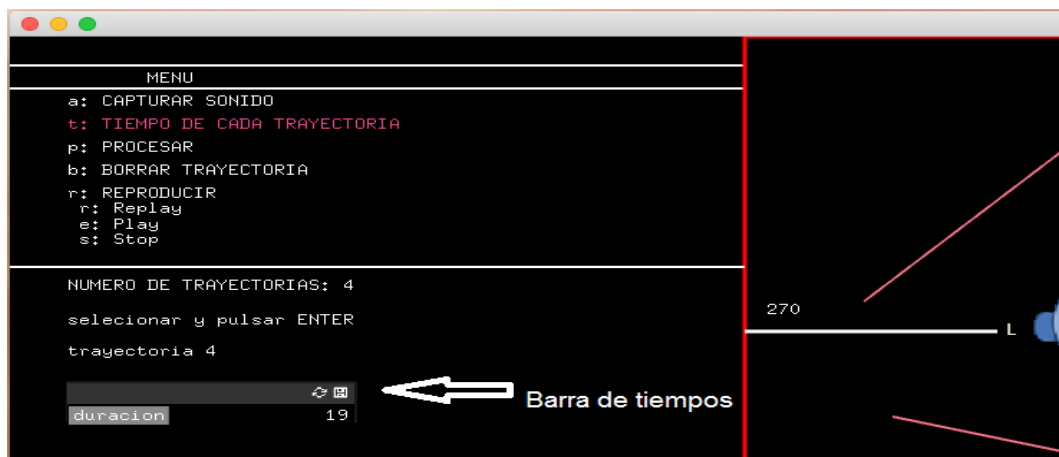 MENU
a: CAPTURAR SONIDO
t: TIEMPO DE CADA TRAYECTORIA
p: PROCESAR
b: BORRAR TRAYECTORIA
r: REPRODUCIR
r: Replay
e: Play
s: Stop
NUMERO DE TRAYECTORIAS: 4
selecionar y pulsar ENTER
trayectoria 4
duracion 19
Barra de tiempos
270
L